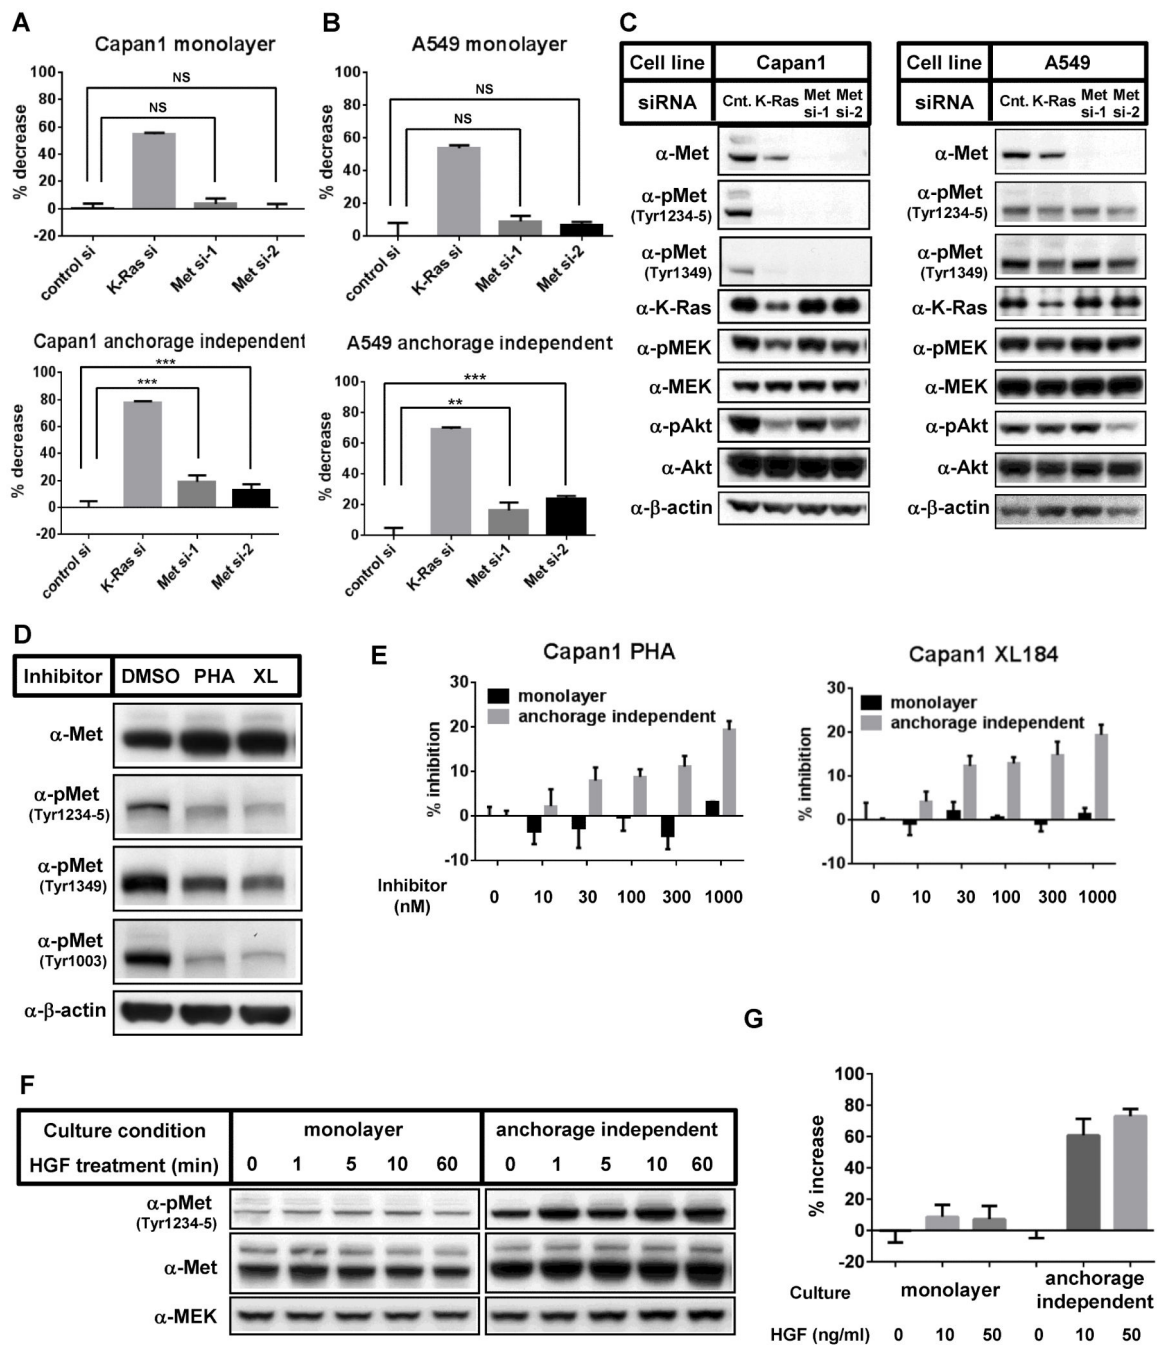 A
Capan1 monolayer
% decrease
100
80
60
40
20
0
-20
NS
NS
control si
K-Ras si
Met si-1
Met si-2
Capan1 anchorage independent
% decrease
100
80
60
40
20
0
-20
***
***
control si
K-Ras si
Met si-1
Met si-2
B
A549 monolayer
% decrease
100
80
60
40
20
0
NS
NS
control si
K-Ras si
Met si-1
Met si-2
A549 anchorage independent
% decrease
100
80
60
40
20
0
***
**
control si
K-Ras si
Met si-1
Met si-2
C
Cell line Capan1
siRNA Cnt. K-Ras Met si-1 Met si-2
α-Met
α-pMet
(Tyr1234-5)
α-pMet
(Tyr1349)
α-K-Ras
α-pMEK
α-MEK
α-pAkt
α-Akt
α-β-actin
Cell line A549
siRNA Cnt. K-Ras Met si-1 Met si-2
α-Met
α-pMet
(Tyr1234-5)
α-pMet
(Tyr1349)
α-K-Ras
α-pMEK
α-MEK
α-pAkt
α-Akt
α-β-actin
D
Inhibitor DMSO PHA XL
α-Met
α-pMet
(Tyr1234-5)
α-pMet
(Tyr1349)
α-pMet
(Tyr1003)
α-β-actin
E
Capan1 PHA
% inhibition
30
20
10
0
-10
monolayer
anchorage independent
Inhibitor
(nM)
0 10 30 100 300 1000
Capan1 XL184
% inhibition
30
20
10
0
-10
monolayer
anchorage independent
0 10 30 100 300 1000
F
Culture condition monolayer anchorage independent
HGF treatment (min) 0 1 5 10 60 0 1 5 10 60
α-pMet
(Tyr1234-5)
α-Met
α-MEK
G
% increase
100
80
60
40
20
0
-20
Culture monolayer anchorage
independent
HGF (ng/ml) 0 10 50 0 10 50